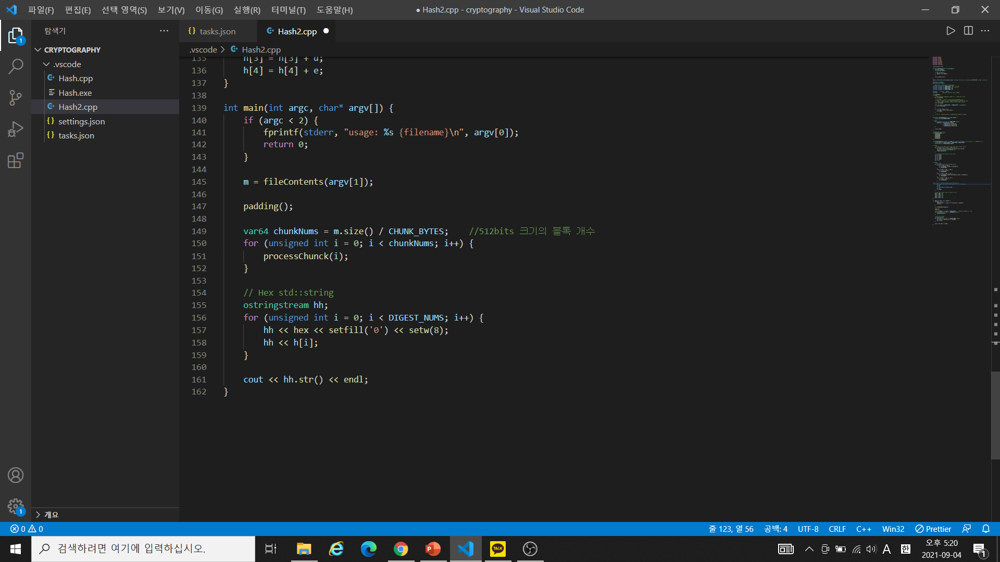 파일(F) 편집(E) 선택 영역(S) 보기(V) 이동(G) 실행(R) 터미널(T) 도움말(H)
● Hash2.cpp - cryptography - Visual Studio Code
탐색기
{} tasks.json
Hash2.cpp ●
.vscode > Hash2.cpp
1
CRYPTOGRAPHY
.vscode
Hash.cpp
Hash.exe
Hash2.cpp
{} settings.json
{} tasks.json
135 h[3] = h[3] + d;
136 h[4] = h[4] + e;
137 }
138
139 int main(int argc, char* argv[]) {
140 if (argc < 2) {
141 fprintf(stderr, "usage: %s {filename}\n", argv[0]);
142 return 0;
143 }
144
145 m = fileContents(argv[1]);
146
147 padding();
148
149 var64 chunkNums = m.size() / CHUNK_BYTES; //512bits 크기의 블록 개수
150 for (unsigned int i = 0; i < chunkNums; i++) {
151 processChunck(i);
152 }
153
154 // Hex std::string
155 ostringstream hh;
156 for (unsigned int i = 0; i < DIGEST_NUMS; i++) {
157 hh << hex << setfill('0') << setw(8);
158 hh << h[i];
159 }
160
161 cout << hh.str() << endl;
162 }
1
개요
0 0
줄 123, 열 56 공백: 4 UTF-8 CRLF C++ Win32 Prettier
검색하려면 여기에 입력하십시오.
TALK
A 한
오후 5:20
2021-09-04
1